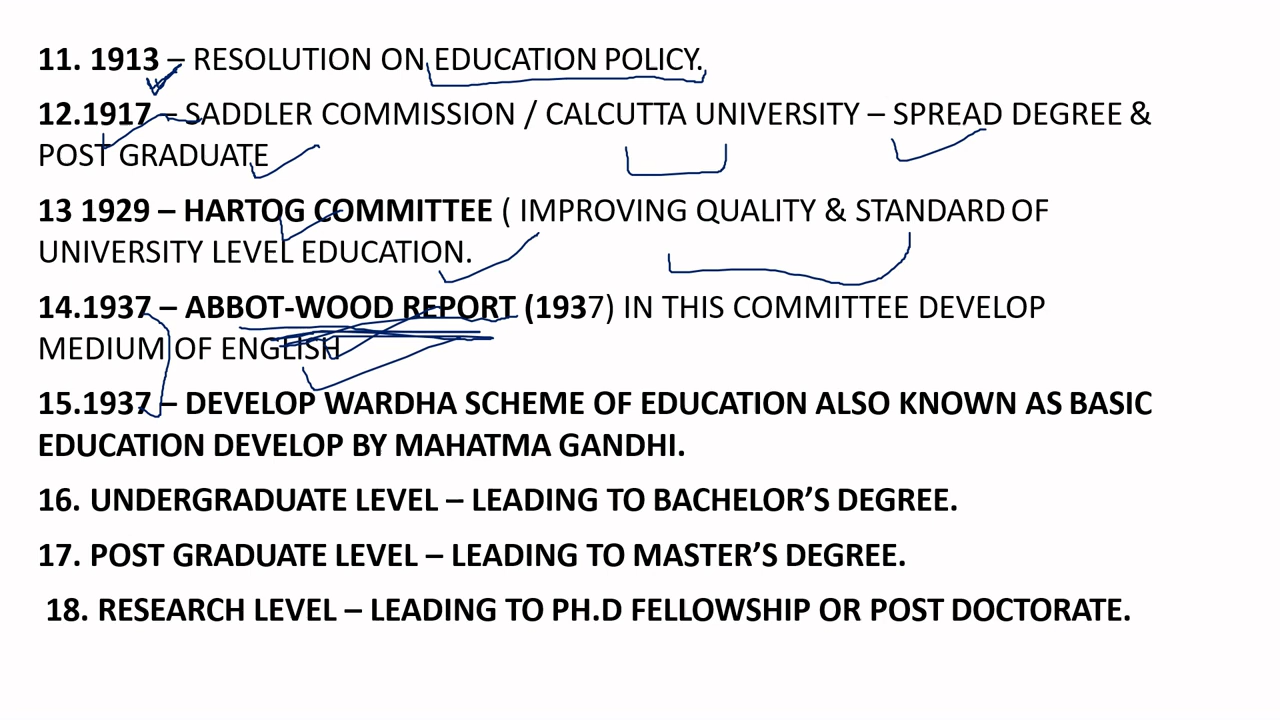 11. 1913 – RESOLUTION ON EDUCATION POLICY.
12.1917 – SADDLER COMMISSION / CALCUTTA UNIVERSITY – SPREAD DEGREE &
POST GRADUATE
13 1929 – HARTOG COMMITTEE ( IMPROVING QUALITY & STANDARD OF
UNIVERSITY LEVEL EDUCATION.
14.1937 – ABBOT-WOOD REPORT (1937) IN THIS COMMITTEE DEVELOP
MEDIUM OF ENGLISH
15.1937 – DEVELOP WARDHA SCHEME OF EDUCATION ALSO KNOWN AS BASIC
EDUCATION DEVELOP BY MAHATMA GANDHI.
16. UNDERGRADUATE LEVEL – LEADING TO BACHELOR’S DEGREE.
17. POST GRADUATE LEVEL – LEADING TO MASTER’S DEGREE.
18. RESEARCH LEVEL – LEADING TO PH.D FELLOWSHIP OR POST DOCTORATE.